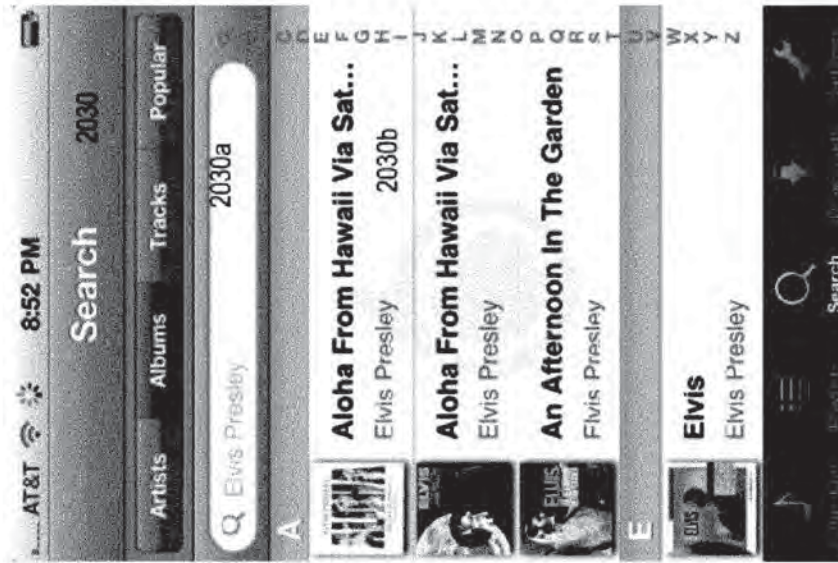 AT&T 8:52 PM
Search 2030
Artists Albums Tracks Popular
Elvis Presley 2030a
A
Aloha From Hawaii Via Sat...
Elvis Presley 2030b
Aloha From Hawaii Via Sat...
Elvis Presley
An Afternoon In The Garden
Elvis Presley
E
Elvis
Elvis Presley
C
D
E
F
G
H
I
J
K
L
M
N
O
P
Q
R
S
T
U
V
W
X
Y
Z
Search